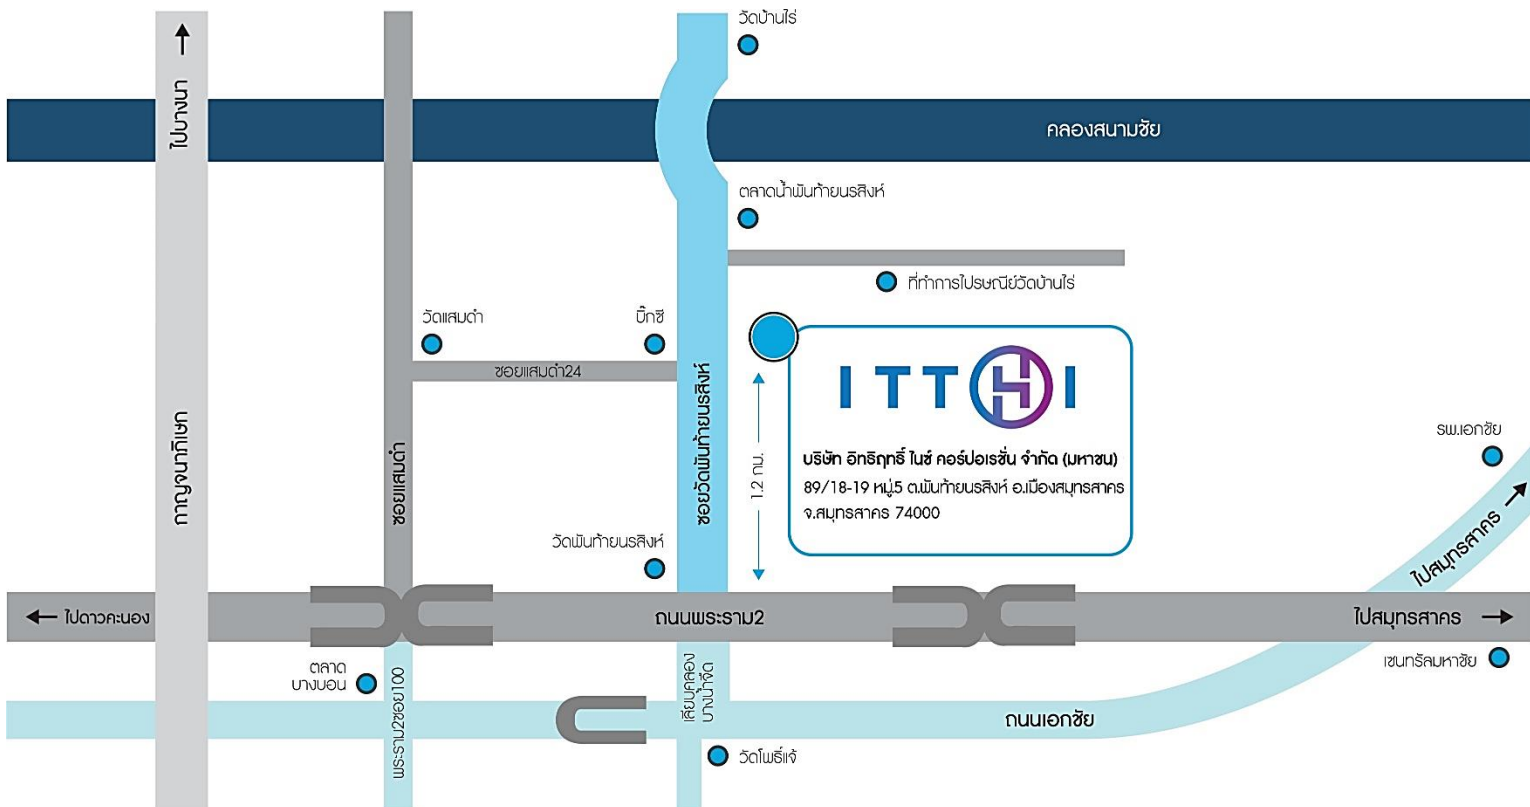 วัดบ้านไร่
ไปบางนา
คลองสนามชัย
ตลาดน้ำพันท้ายนรสิงห์
ที่ทำการไปรษณีย์วัดบ้านไร่
วัดแสมดำ
บิ๊กซี
ซอยแสมดำ24
ITTHI
กาญจนาภิเษก
ซอยแสมดำ
ซอยวัดพันท้ายนรสิงห์
1.2 กม.
บริษัท อิทธิฤทธิ์ ไนซ์ คอร์ปอเรชั่น จำกัด (มหาชน)
89/18-19 หมู่5 ต.พันท้ายนรสิงห์ อ.เมืองสมุทรสาคร
จ.สมุทรสาคร 74000
รพ.เอกชัย
วัดพันท้ายนรสิงห์
ไปสมุทรสาคร
ไปดาวคะนอง
ถนนพระราม2
ไปสมุทรสาคร
ตลาด
บางบอน
พระราม2ซอย100
เลียบคลอง
บางน้ำจืด
เซนทรัลมหาชัย
ถนนเอกชัย
วัดโพธิ์แจ้